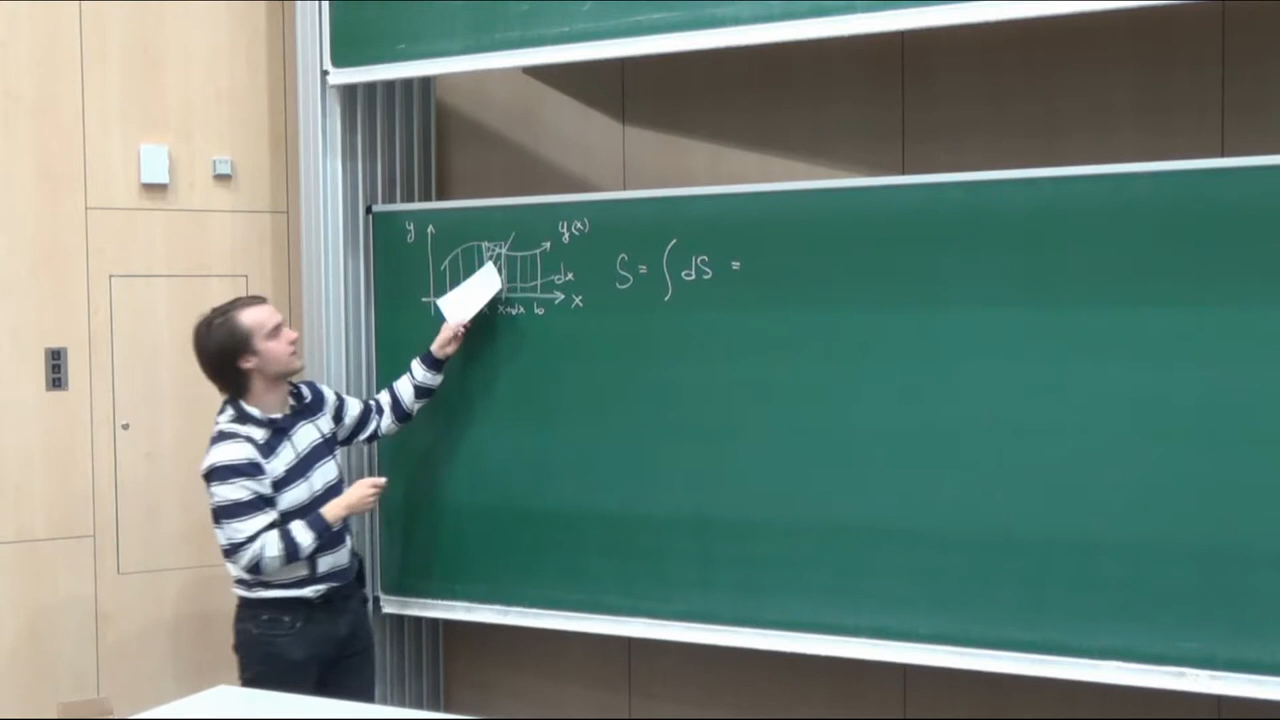 y
y(x)
S = ∫ dS =
dx
x
x x+dx b